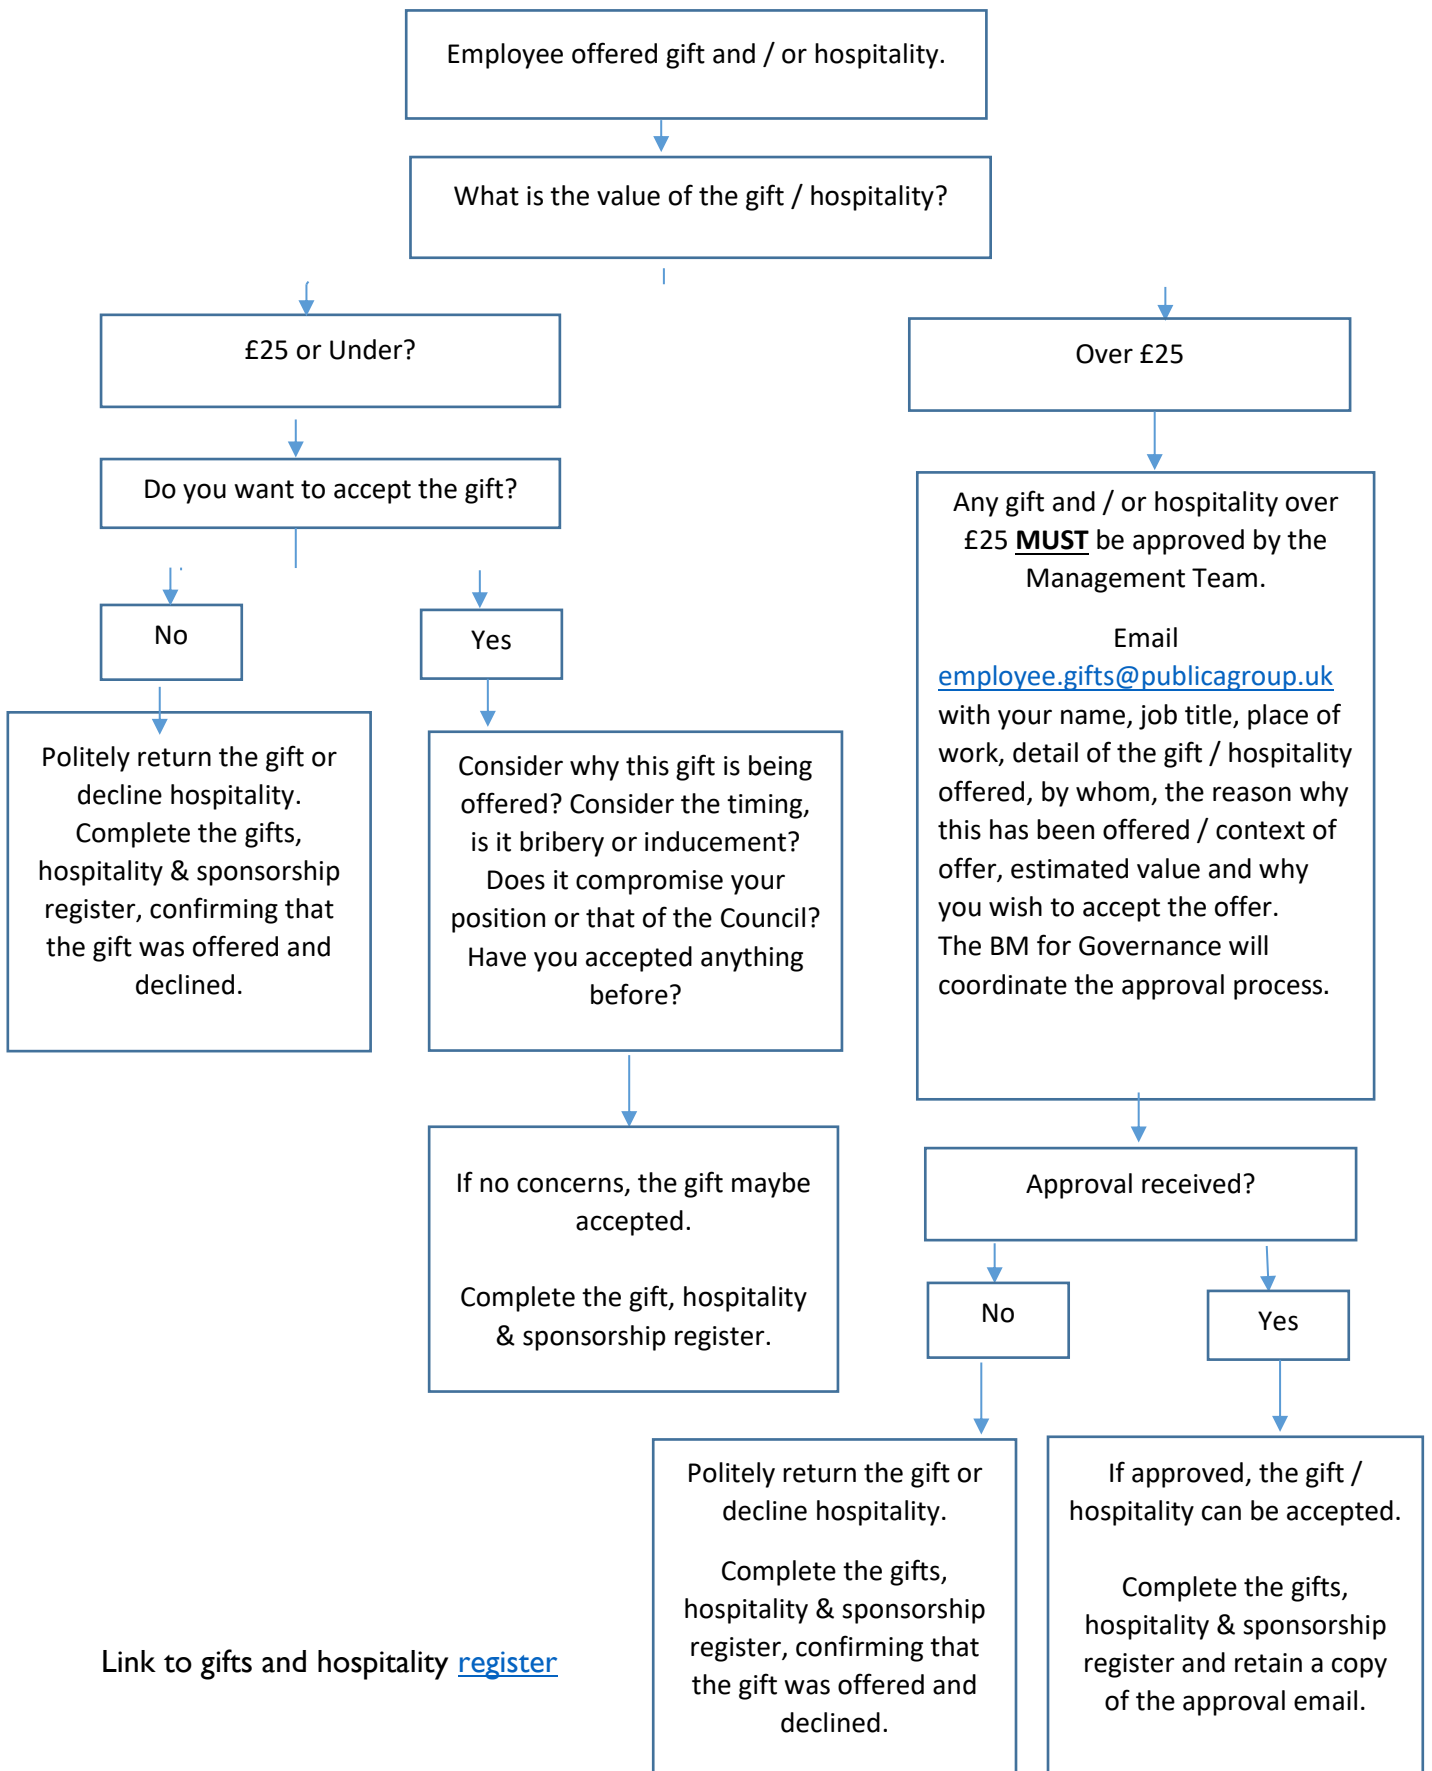 Employee offered gift and / or hospitality.
What is the value of the gift / hospitality?
£25 or Under?
Over £25
Do you want to accept the gift?
No
Yes
Politely return the gift or
decline hospitality.
Complete the gifts,
hospitality & sponsorship
register, confirming that
the gift was offered and
declined.
Consider why this gift is being
offered? Consider the timing,
is it bribery or inducement?
Does it compromise your
position or that of the Council?
Have you accepted anything
before?
If no concerns, the gift maybe
accepted.
Complete the gift, hospitality
& sponsorship register.
Any gift and / or hospitality over
£25 MUST be approved by the
Management Team.
Email
employee.gifts@publicagroup.uk
with your name, job title, place of
work, detail of the gift / hospitality
offered, by whom, the reason why
this has been offered / context of
offer, estimated value and why
you wish to accept the offer.
The BM for Governance will
coordinate the approval process.
Approval received?
No
Yes
Politely return the gift or
decline hospitality.
Complete the gifts,
hospitality & sponsorship
register, confirming that
the gift was offered and
declined.
If approved, the gift /
hospitality can be accepted.
Complete the gifts,
hospitality & sponsorship
register and retain a copy
of the approval email.
Link to gifts and hospitality register